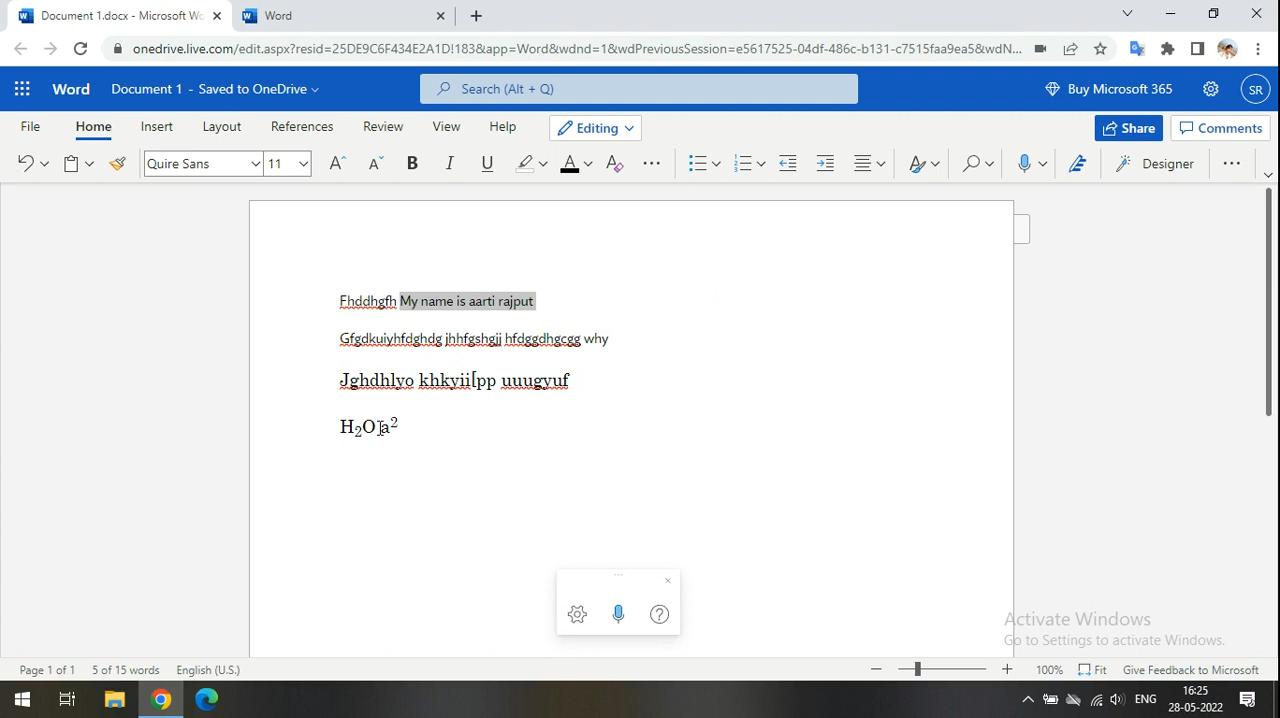 Document 1.docx - Microsoft Wo
Word
onedrive.live.com/edit.aspx?resid=25DE9C6F434E2A1D!183&app=Word&wdnd=1&wdPreviousSession=e5617525-04df-486c-b131-c7515faa9ea5&wdN...
Word Document 1 - Saved to OneDrive
Search (Alt + Q)
Buy Microsoft 365
SR
File Home Insert Layout References Review View Help Editing Share Comments
Quire Sans 11 A A B I U A A Designer
Fhddhgfh My name is aarti rajput
Gfgdkuiyhfdghdg jhhfgshgjj hfdggdhgcgg why
Jghdhlyo khkyii[pp uuugyuf
H₂O a²
Activate Windows
Go to Settings to activate Windows.
Page 1 of 1 5 of 15 words English (U.S.) 100% Fit Give Feedback to Microsoft
ENG
16:25
28-05-2022